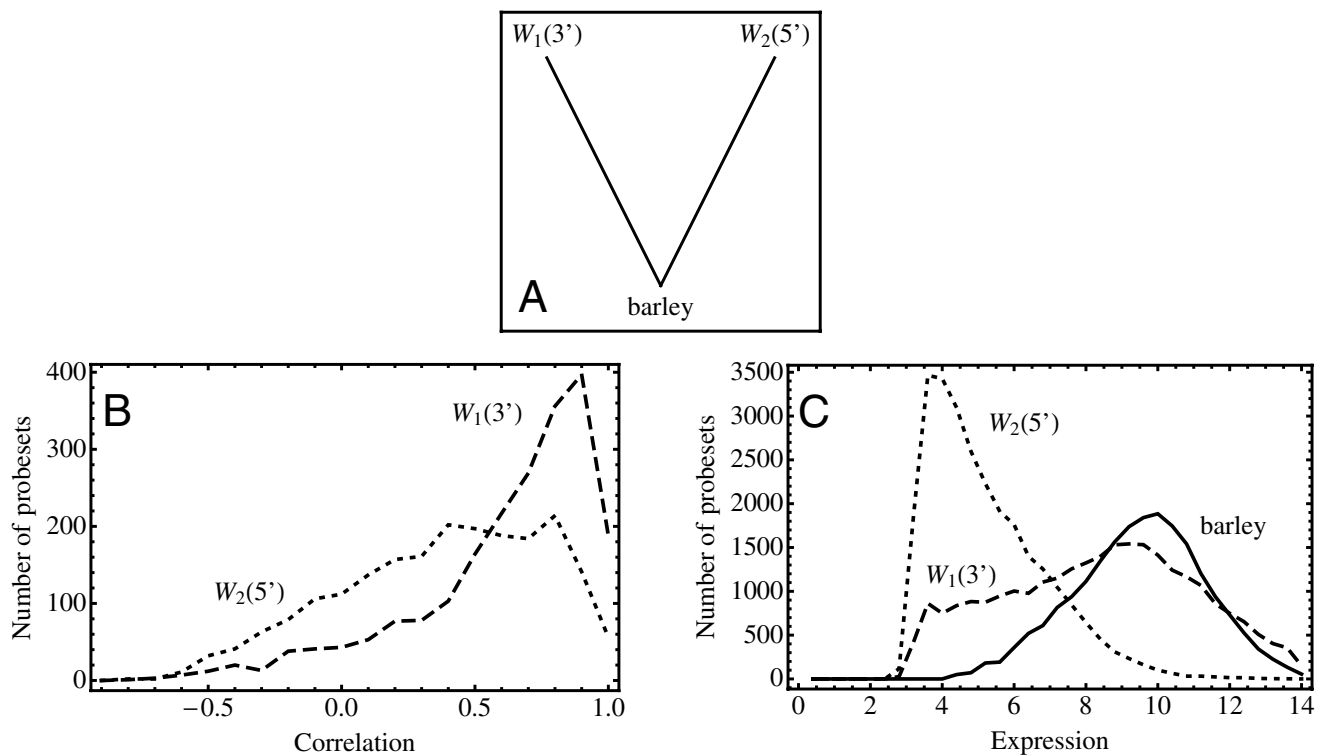 W₁(3’) W₂(5’)
A
barley
B
Number of probesets
400
300
200
100
0
W₁(3’)
W₂(5’)
−0.5 0.0 0.5 1.0
Correlation
C
Number of probesets
3500
3000
2500
2000
1500
1000
500
0
W₂(5’)
barley
W₁(3’)
0 2 4 6 8 10 12 14
Expression